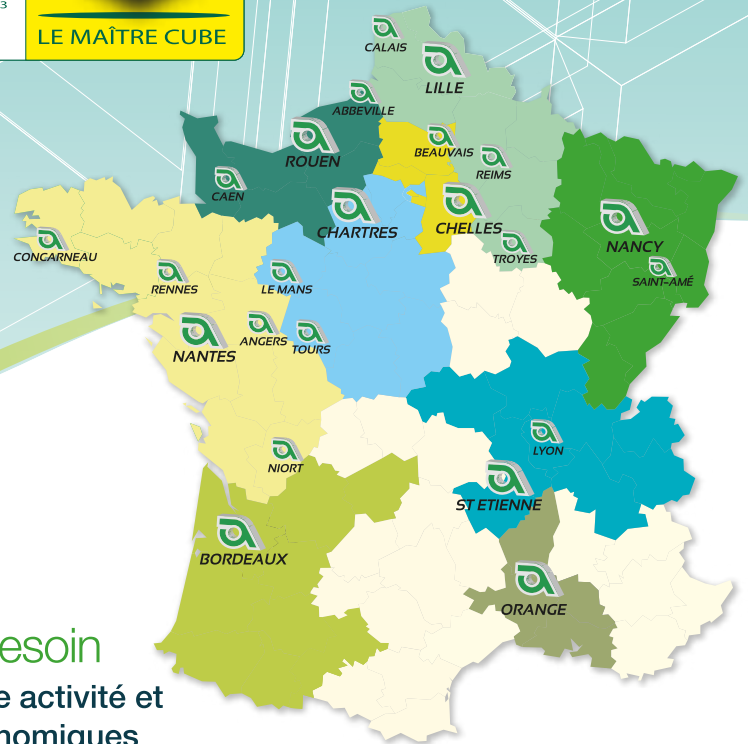 3
LE MAÎTRE CUBE
CALAIS
LILLE
ABBEVILLE
ROUEN
BEAUVAIS
REIMS
CAEN
CHARTRES
CHELLES
NANCY
CONCARNEAU
TROYES
RENNES
LE MANS
SAINT-AMÉ
NANTES
ANGERS
TOURS
LYON
NIORT
ST ETIENNE
BORDEAUX
ORANGE
esoin
e activité et
nomiques